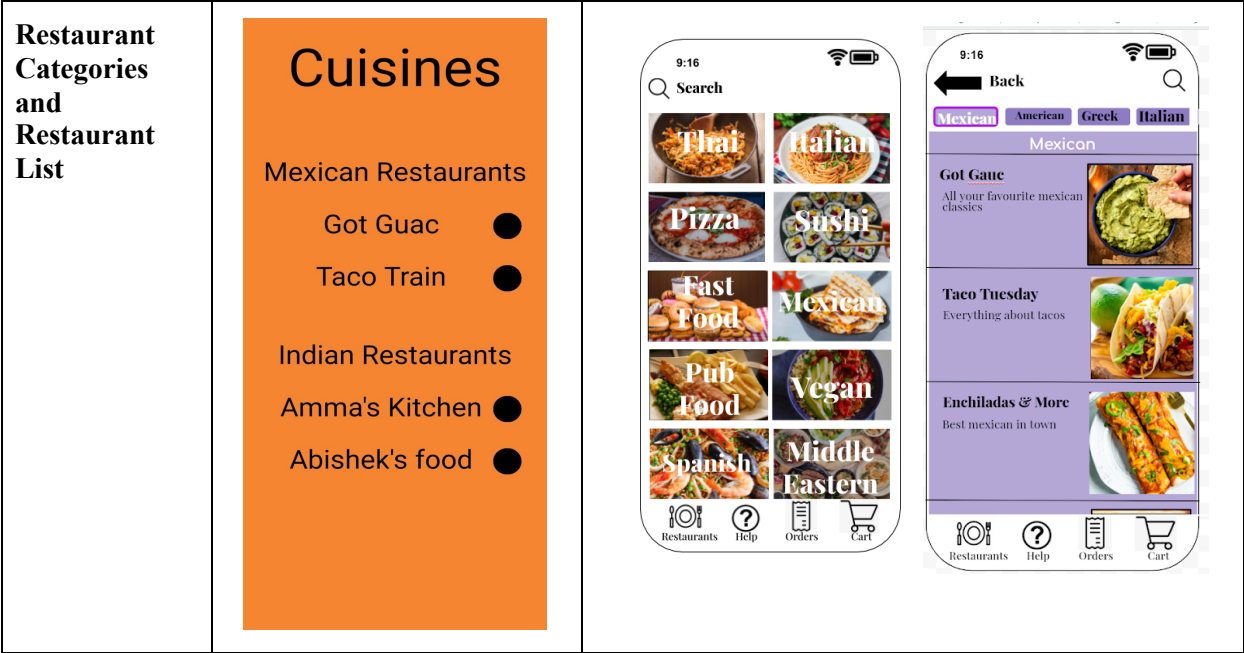 Restaurant
Categories
and
Restaurant
List
Cuisines
Mexican Restaurants
Got Guac
Taco Train
Indian Restaurants
Amma's Kitchen
Abishek's food
9:16
Search
Thai Italian
Pizza Sushi
Fast
Food
Mexican
Pub
Food
Vegan
Spanish
Middle
Eastern
Restaurants Help Orders Cart
9:16
Back
Mexican American Greek Italian
Mexican
Got Gauc
All your favourite mexican
classics
Taco Tuesday
Everything about tacos
Enchiladas & More
Best mexican in town
Restaurants Help Orders Cart